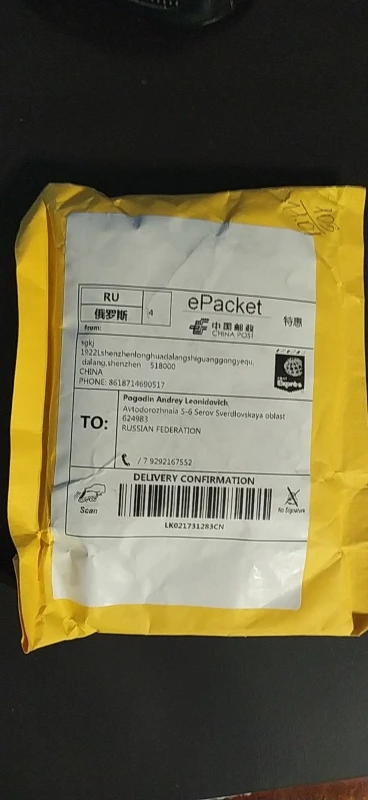 RU
俄罗斯
4
ePacket
中国邮政
CHINA POST
特惠
from:
sgkj
1922Lshenzhenlonghuadalangshiguanggongyequ,
dalang,shenzhen 518000
CHINA
PHONE: 8618714690517
TO:
Pogodin Andrey Leonidovich
Avtodorozhnaia 5-6 Serov Sverdlovskaya oblast
624983
RUSSIAN FEDERATION
/ 7 9292167552
DELIVERY CONFIRMATION
Scan
No Signature
LK021731283CN